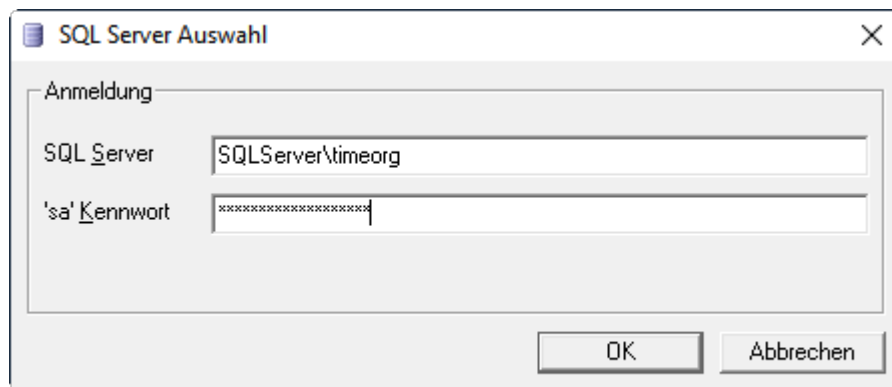 SQL Server Auswahl
Anmeldung
SQL Server
SQLServer\timeorg
'sa' Kennwort
*******************
OK
Abbrechen